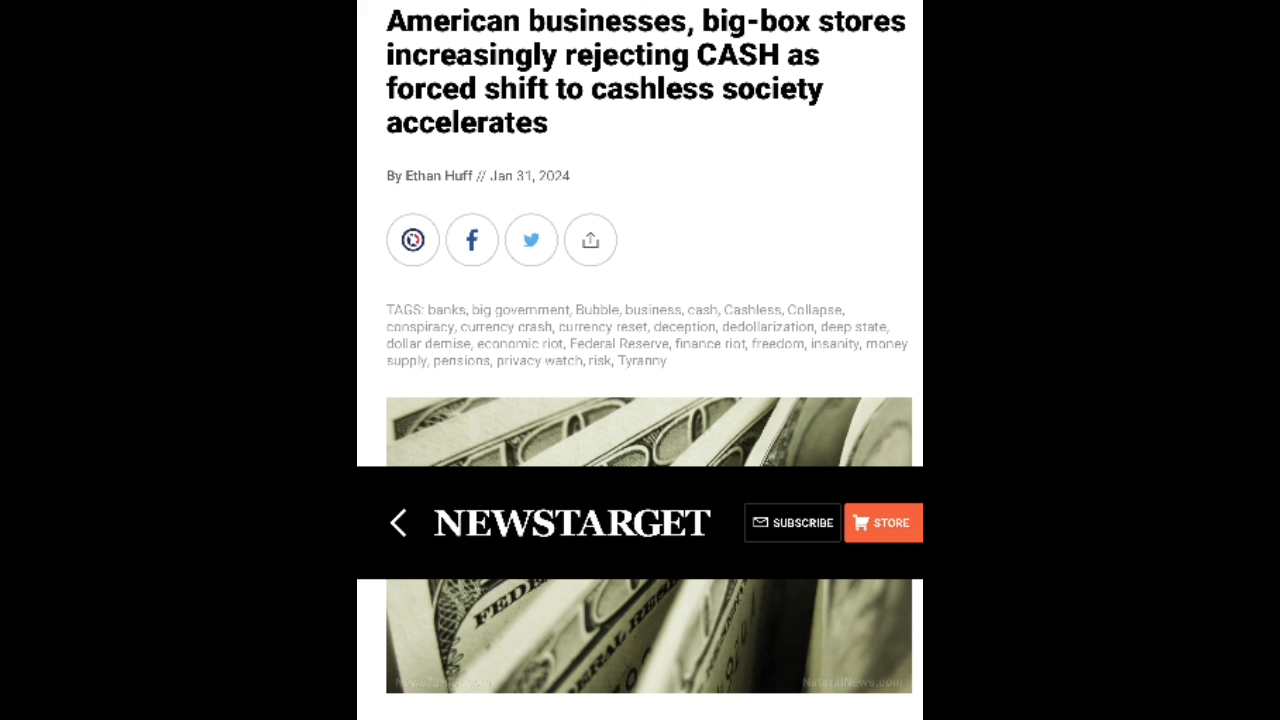 American businesses, big-box stores
increasingly rejecting CASH as
forced shift to cashless society
accelerates
By Ethan Huff // Jan 31, 2024
TAGS: banks, big government, Bubble, business, cash, Cashless, Collapse,
conspiracy, currency crash, currency reset, deception, dedollarization, deep state,
dollar demise, economic riot, Federal Reserve, finance riot, freedom, insanity, money
supply, pensions, privacy watch, risk, Tyranny
NEWSTARGET
SUBSCRIBE
STORE
NaturalNews.com